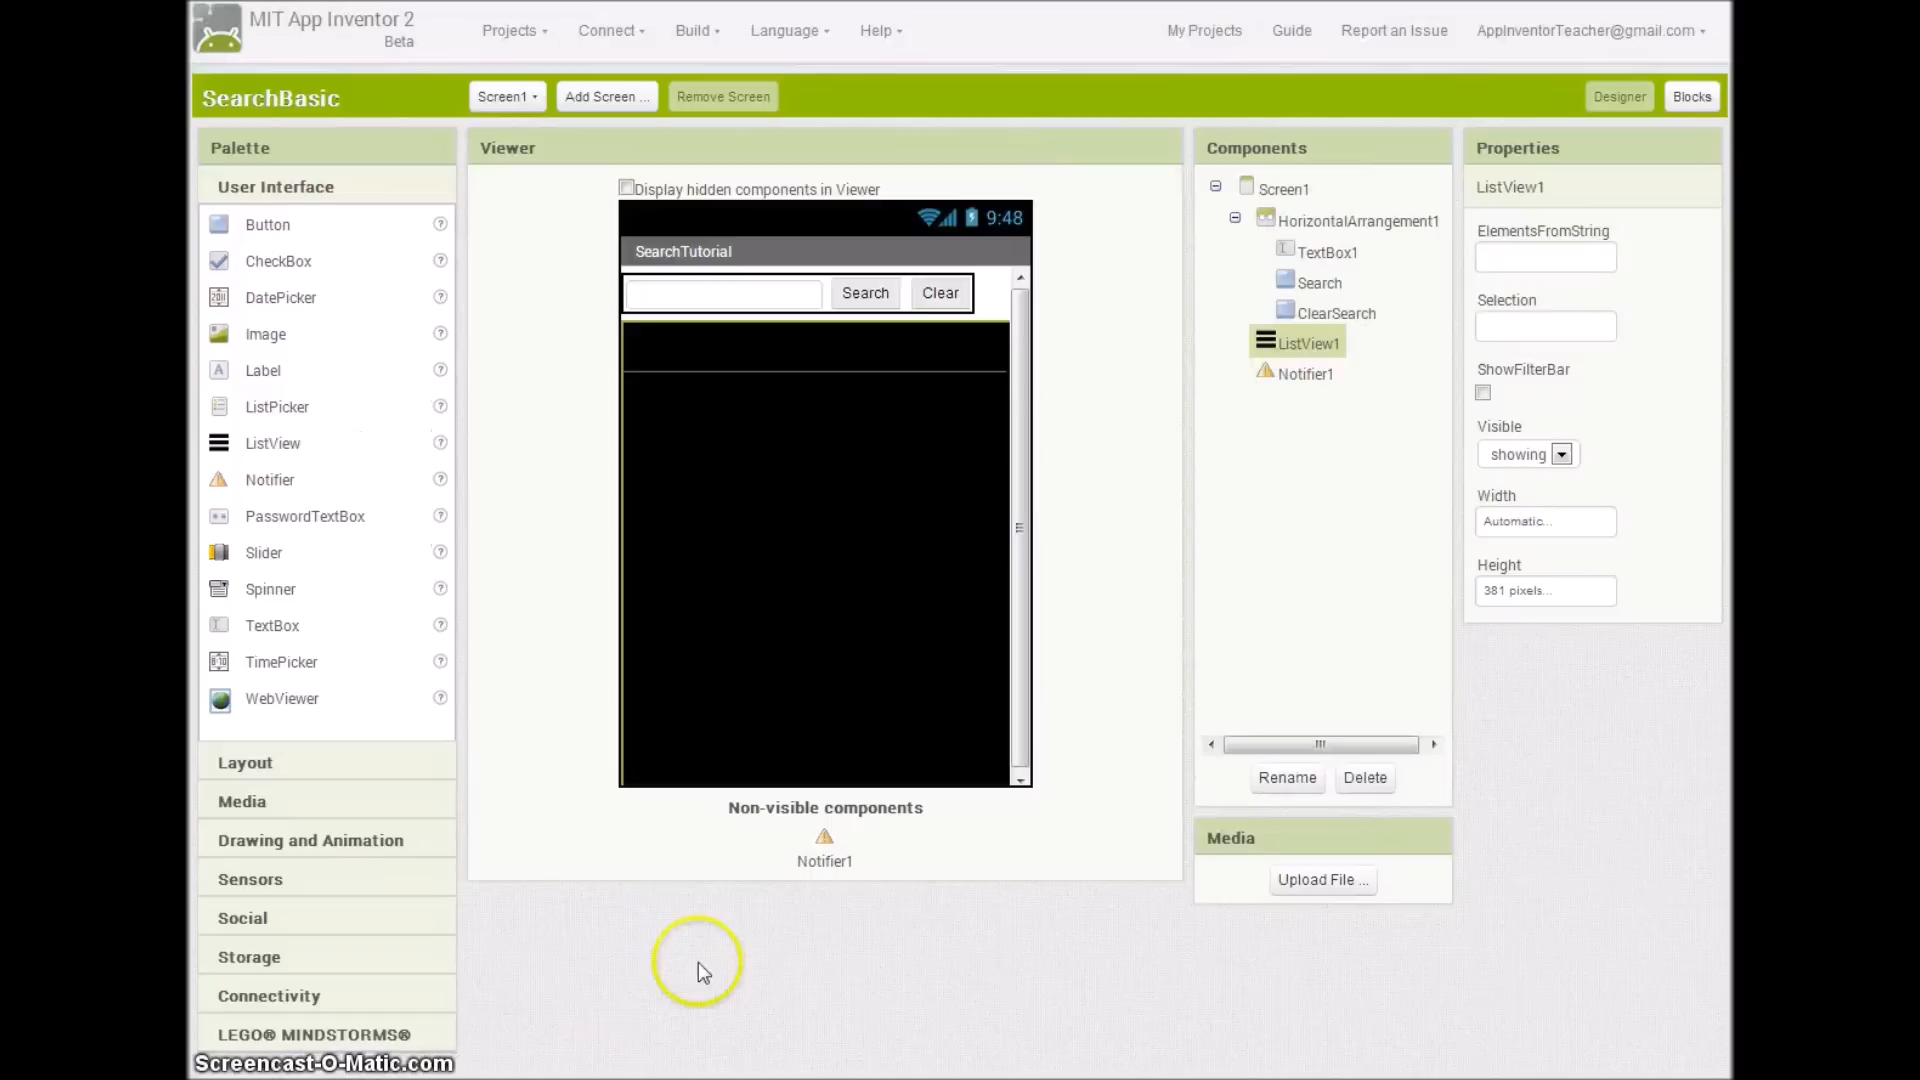 MIT App Inventor 2
Beta
Projects
Connect
Build
Language
Help
My Projects
Guide
Report an Issue
AppInventorTeacher@gmail.com
SearchBasic
Screen1
Add Screen ...
Remove Screen
Designer
Blocks
Palette
User Interface
Button
CheckBox
DatePicker
Image
Label
ListPicker
ListView
Notifier
PasswordTextBox
Slider
Spinner
TextBox
TimePicker
WebViewer
Layout
Media
Drawing and Animation
Sensors
Social
Storage
Connectivity
LEGO® MINDSTORMS®
Viewer
Display hidden components in Viewer
9:48
SearchTutorial
Search
Clear
Non-visible components
Notifier1
Components
Screen1
HorizontalArrangement1
TextBox1
Search
ClearSearch
ListView1
Notifier1
Rename
Delete
Media
Upload File ...
Properties
ListView1
ElementsFromString
Selection
ShowFilterBar
Visible
showing
Width
Automatic...
Height
381 pixels...
Screencast-O-Matic.com